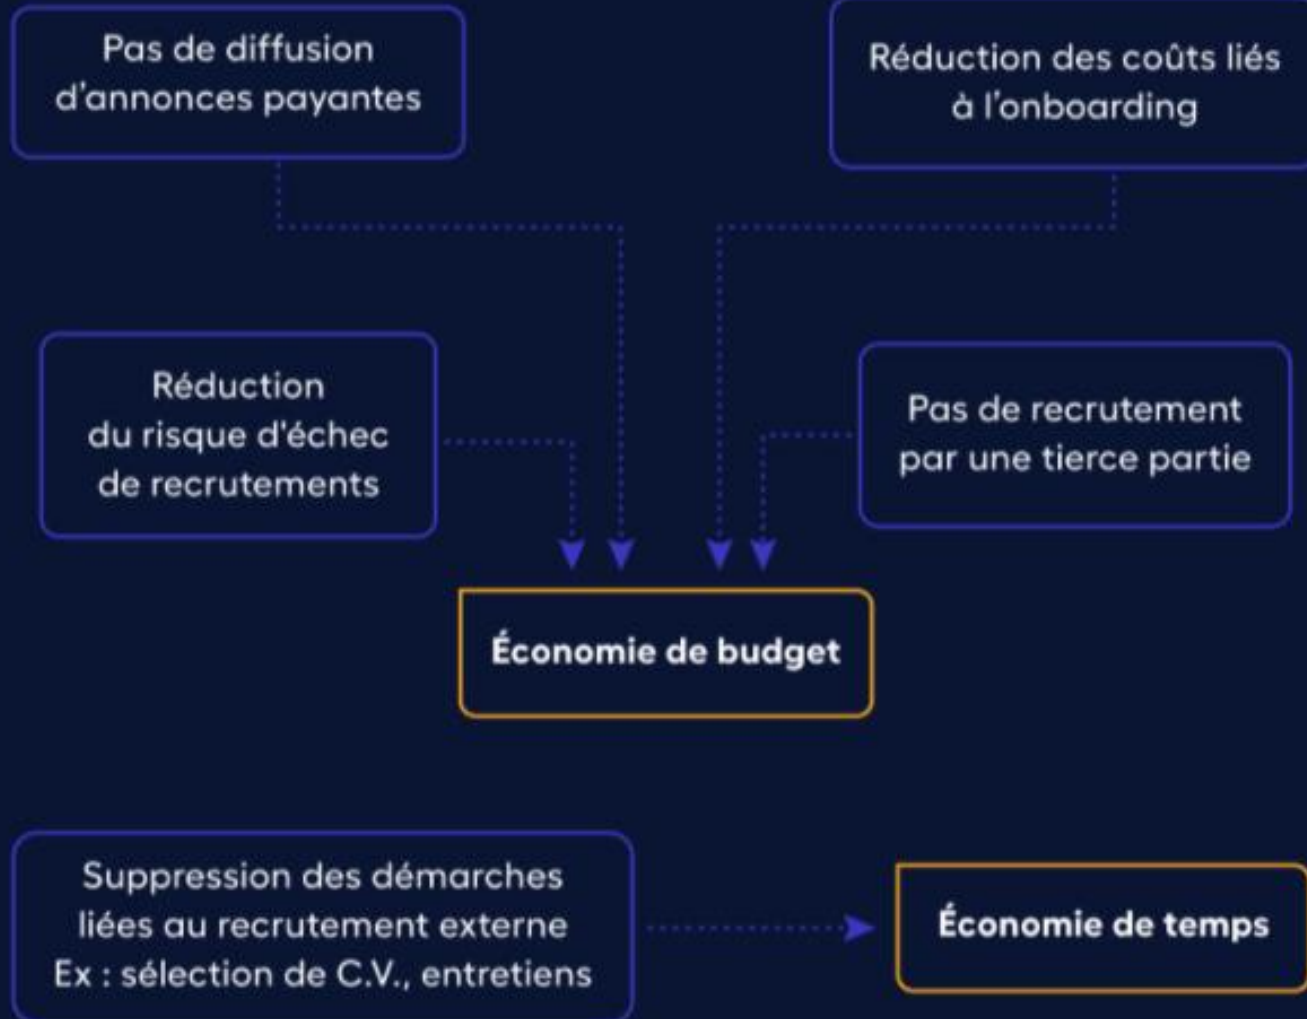 Pas de diffusion
d'annonces payantes
Réduction des coûts liés
à l'onboarding
Réduction
du risque d'échec
de recrutements
Pas de recrutement
par une tierce partie
Économie de budget
Suppression des démarches
liées au recrutement externe
Ex : sélection de C.V., entretiens
Économie de temps